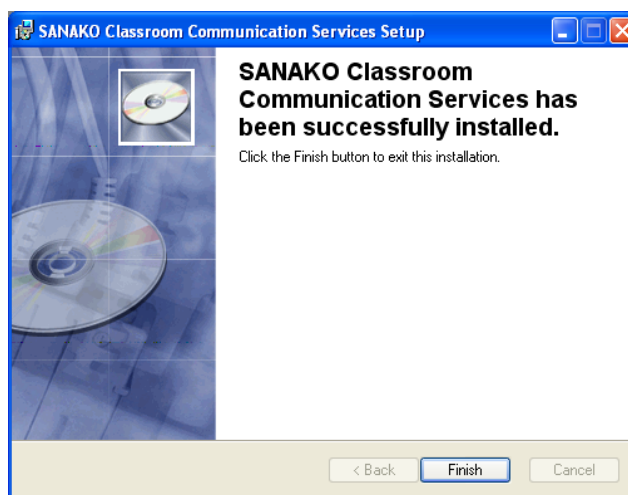 SANAKO Classroom Communication Services Setup
SANAKO Classroom
Communication Services has
been successfully installed.
Click the Finish button to exit this installation.
< Back
Finish
Cancel